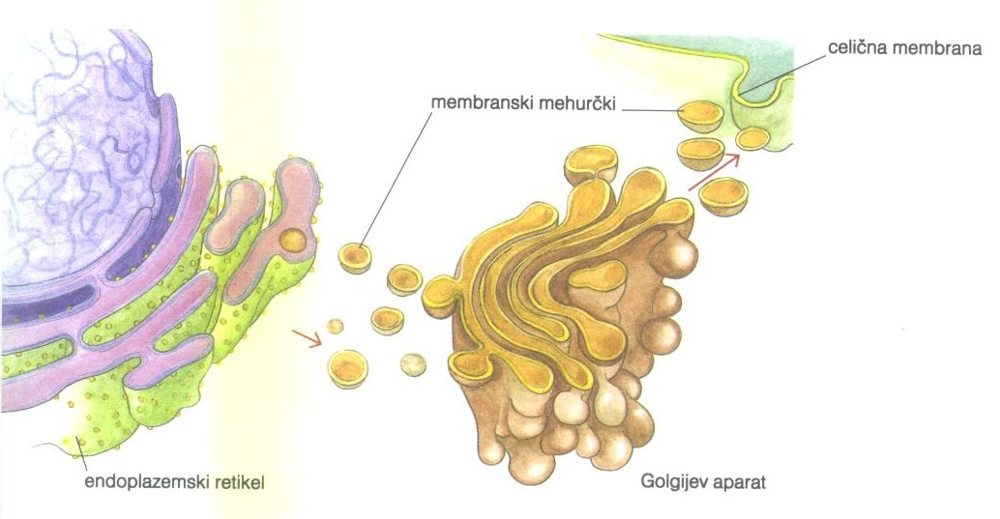 celična membrana
membranski mehurčki
endoplazemski retikel
Golgijev aparat